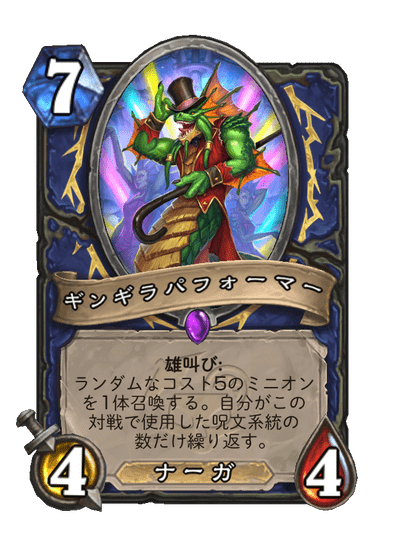 7
ギンギラパフォーマー
雄叫び:
ランダムなコスト5のミニオン
を1体召喚する。自分がこの
対戦で使用した呪文系統の
数だけ繰り返す。
4
ナーガ
4